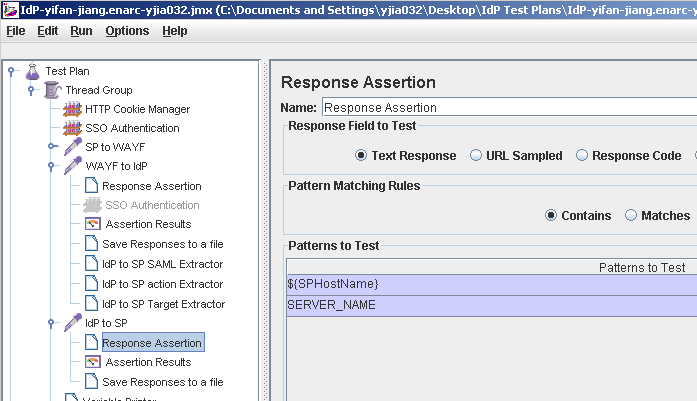 IdP-yifan-jiang.enarc-yjia032.jmx (C:\Documents and Settings\yjia032\Desktop\IdP Test Plans\IdP-yifan-jiang.enarc-y
File Edit Run Options Help
Test Plan
Thread Group
HTTP Cookie Manager
SSO Authentication
SP to WAYF
WAYF to IdP
Response Assertion
SSO Authentication
Assertion Results
Save Responses to a file
IdP to SP SAML Extractor
IdP to SP action Extractor
IdP to SP Target Extractor
IdP to SP
Response Assertion
Assertion Results
Save Responses to a file
Variable Printer
Response Assertion
Name: Response Assertion
Response Field to Test
Text Response URL Sampled Response Code
Pattern Matching Rules
Contains Matches
Patterns to Test
Patterns to Test
${SPHostName}
SERVER_NAME